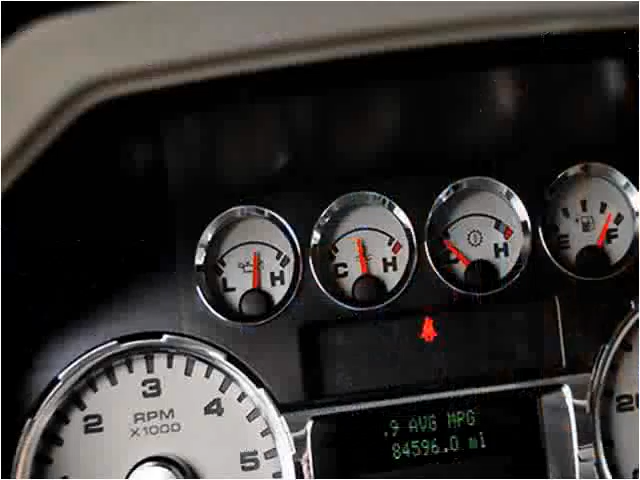 L H
C H
C H
E F
2 3 4 5
RPM
X1000
.9 AVG MPG
84596.0 mi